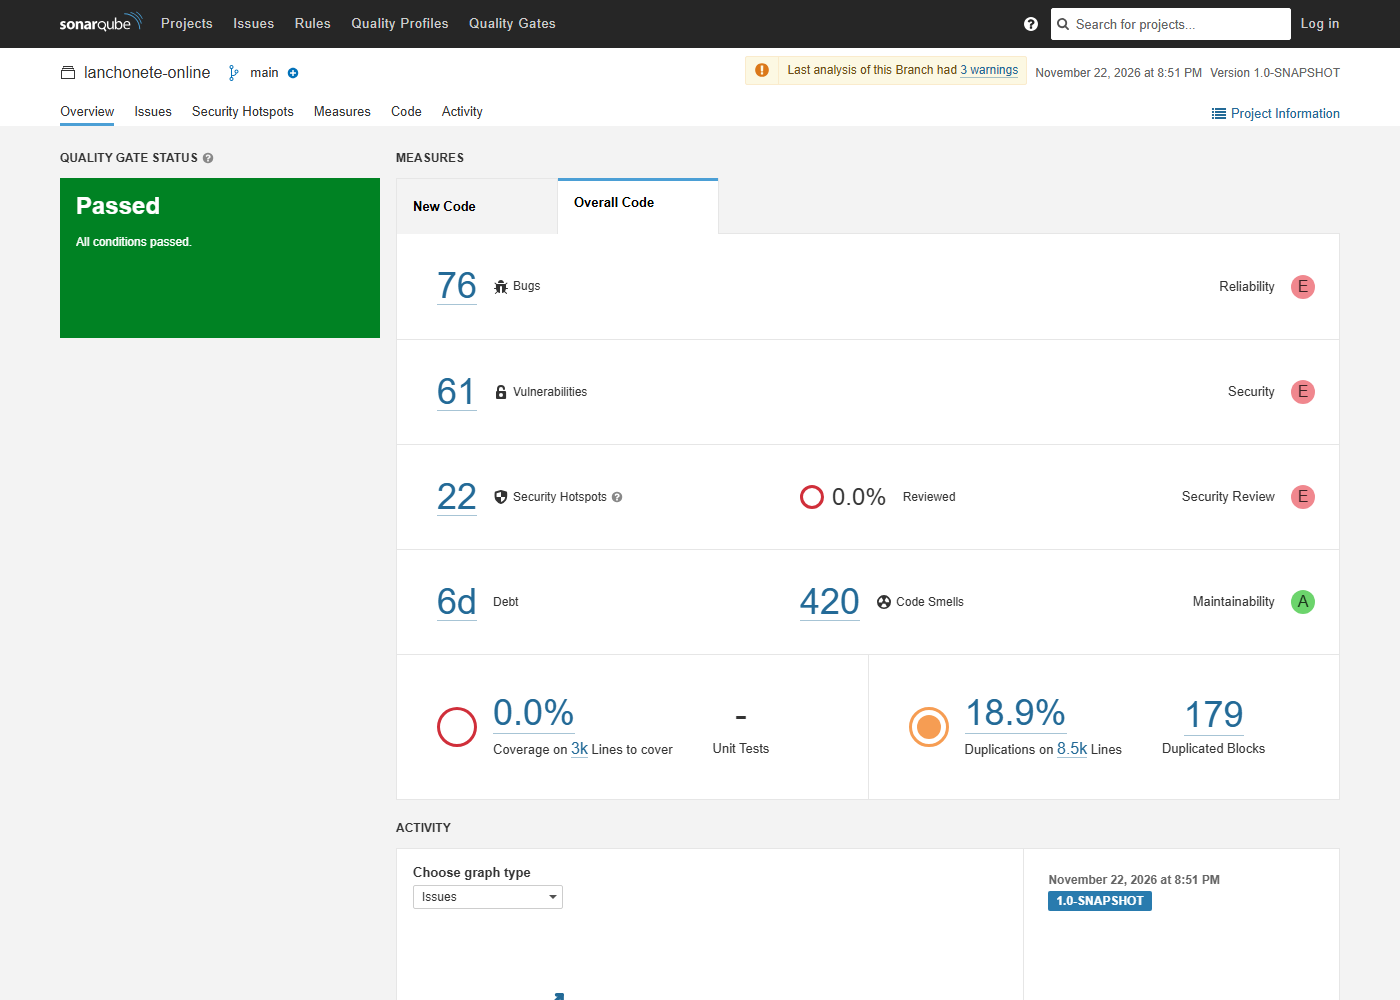 sonarqube Projects Issues Rules Quality Profiles Quality Gates ? Search for projects... Log in
lanchonete-online main Last analysis of this Branch had 3 warnings November 22, 2026 at 8:51 PM Version 1.0-SNAPSHOT
Overview Issues Security Hotspots Measures Code Activity Project Information
QUALITY GATE STATUS ?
Passed
All conditions passed.
MEASURES
New Code
Overall Code
76 Bugs Reliability E
61 Vulnerabilities Security E
22 Security Hotspots ? 0.0% Reviewed Security Review E
6d Debt 420 Code Smells Maintainability A
0.0%
Coverage on 3k Lines to cover
-
Unit Tests
18.9%
Duplications on 8.5k Lines
179
Duplicated Blocks
ACTIVITY
Choose graph type
Issues
November 22, 2026 at 8:51 PM
1.0-SNAPSHOT